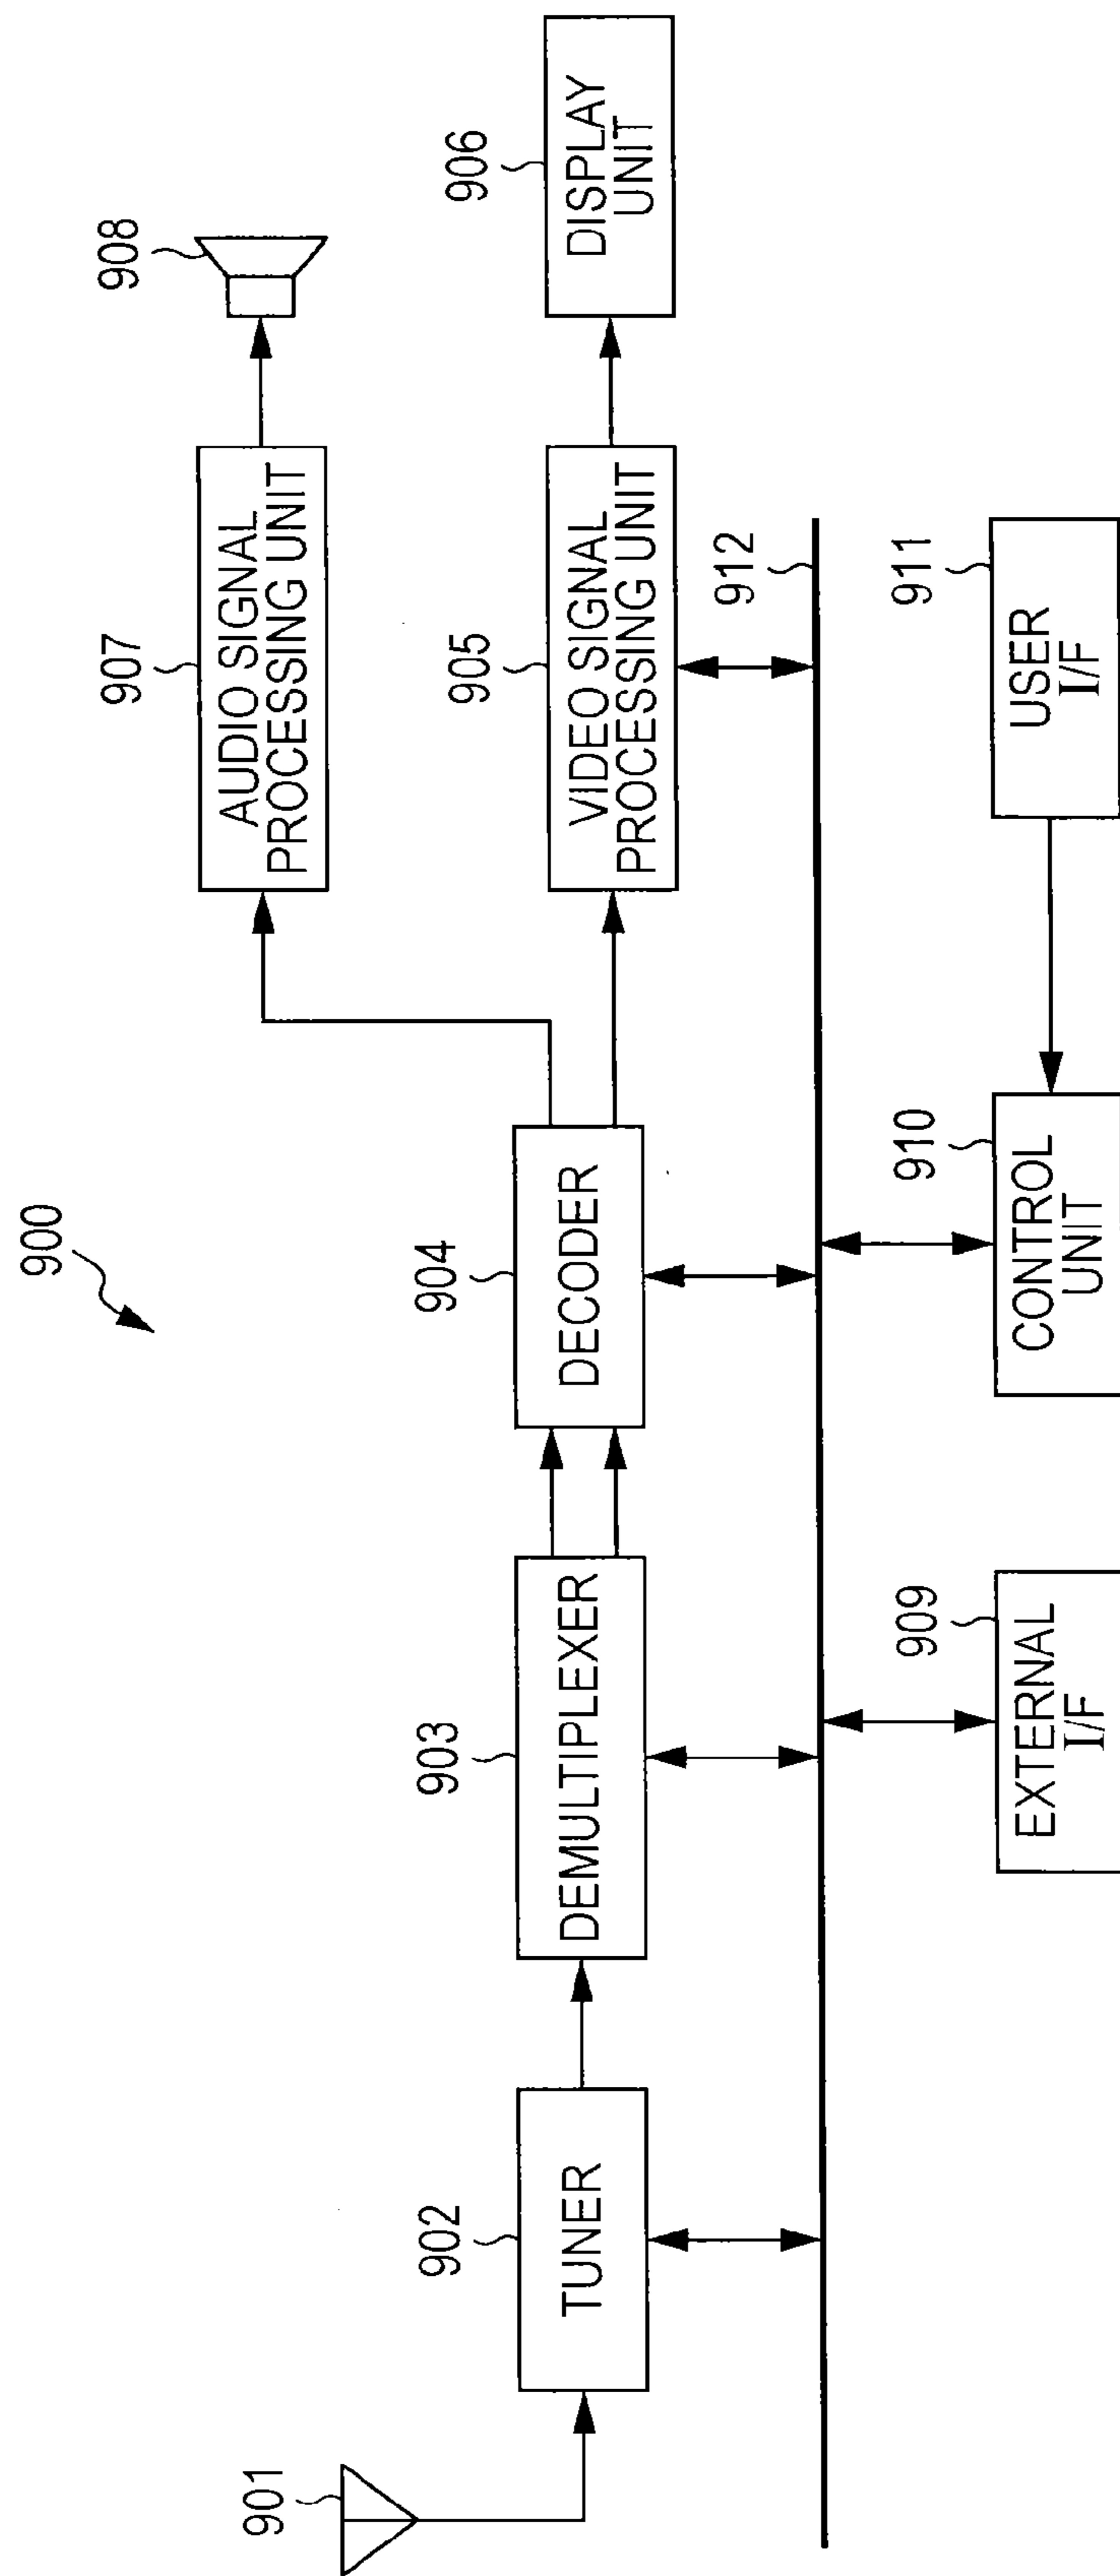 900
901
902
TUNER
903
DEMULTIPLEXER
904
DECODER
907
AUDIO SIGNAL
PROCESSING UNIT
908
905
VIDEO SIGNAL
PROCESSING UNIT
906
DISPLAY
UNIT
912
909
EXTERNAL
I/F
910
CONTROL
UNIT
911
USER
I/F